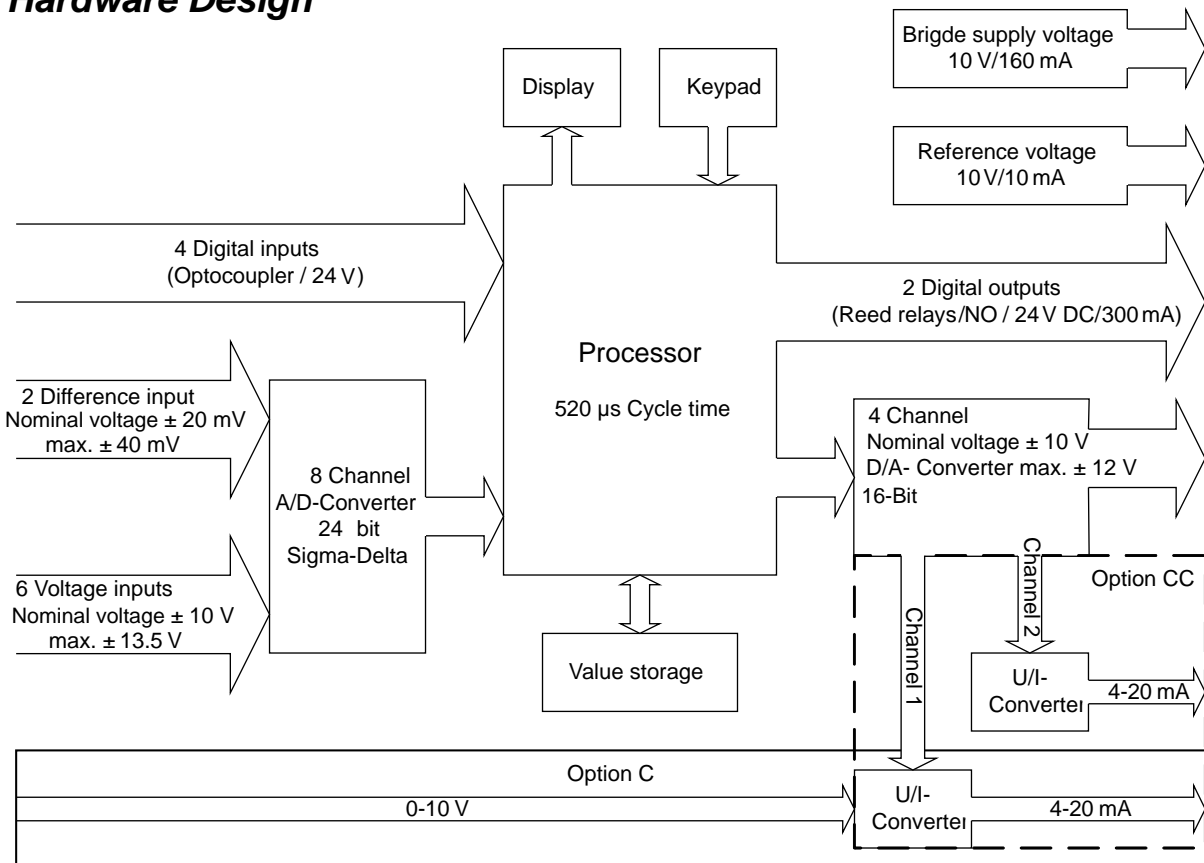 Hardware Design
Brigde supply voltage
10 V/160 mA
Display
Keypad
Reference voltage
10 V/10 mA
4 Digital inputs
(Optocoupler / 24 V)
2 Digital outputs
(Reed relays/NO / 24 V DC/300 mA)
Processor
520 µs Cycle time
2 Difference input
Nominal voltage ± 20 mV
max. ± 40 mV
8 Channel
A/D-Converter
24 bit
Sigma-Delta
4 Channel
Nominal voltage ± 10 V
D/A- Converter max. ± 12 V
16-Bit
6 Voltage inputs
Nominal voltage ± 10 V
max. ± 13.5 V
Value storage
Channel 1
Channel 2
Option CC
U/I-
Converter
4-20 mA
Option C
0-10 V
U/I-
Converter
4-20 mA